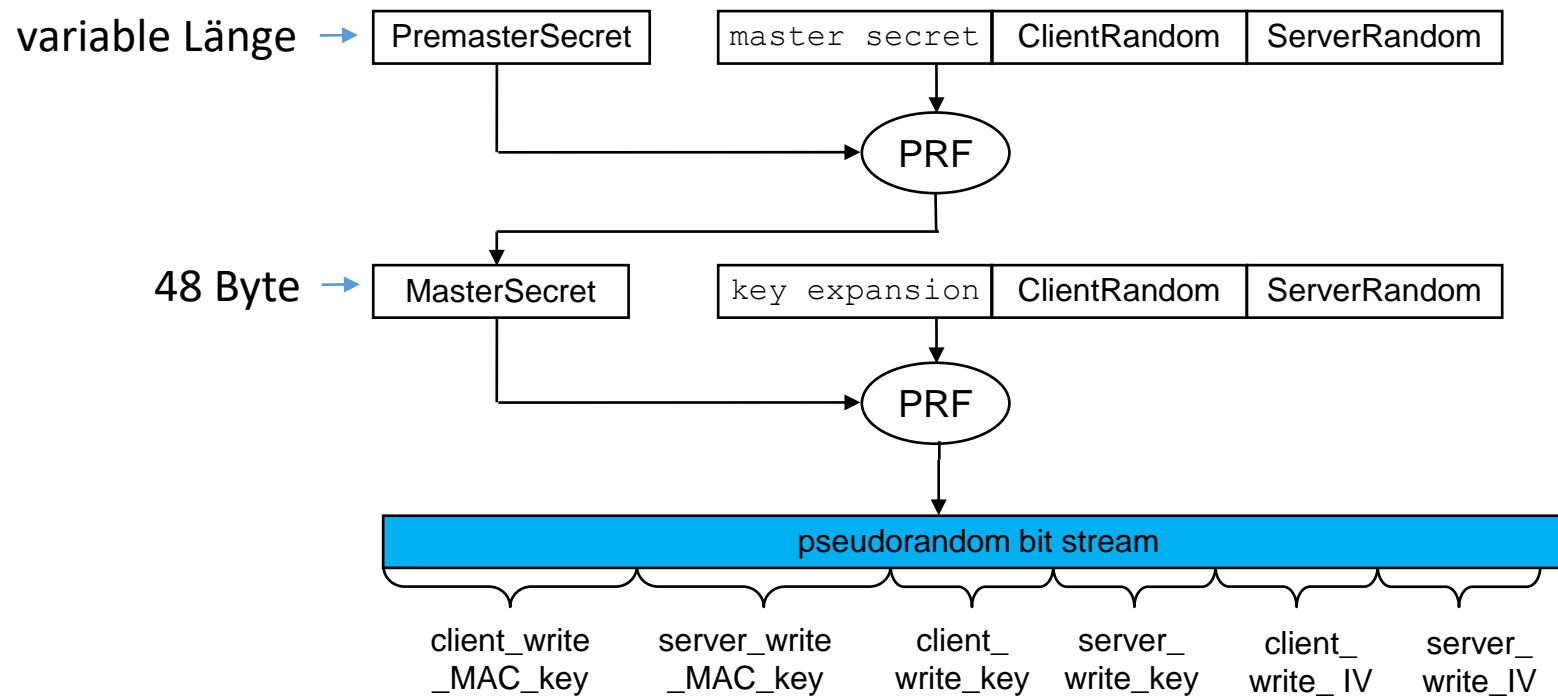 variable Länge PremasterSecret master secret ClientRandom ServerRandom
PRF
48 Byte MasterSecret key expansion ClientRandom ServerRandom
PRF
pseudorandom bit stream
client_write server_write client_ server_ client_ server_
_MAC_key _MAC_key write_key write_key write_ IV write_IV